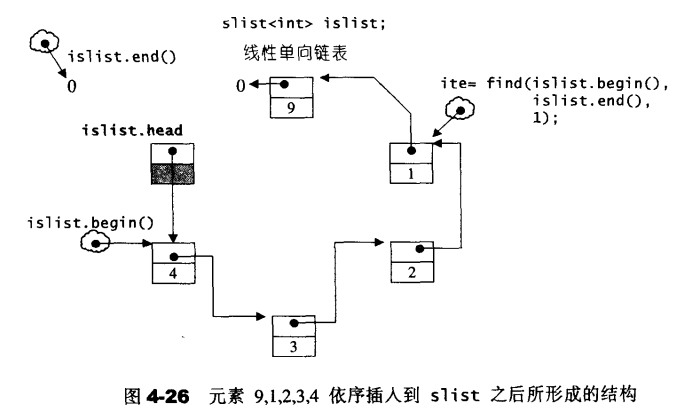 slist<int> islist;
线性单向链表
islist.end()
0
0
9
ite= find(islist.begin(),
islist.end(),
1);
islist.head
1
islist.begin()
4
2
3
图 4-26 元素 9,1,2,3,4 依序插入到 slist 之后所形成的结构